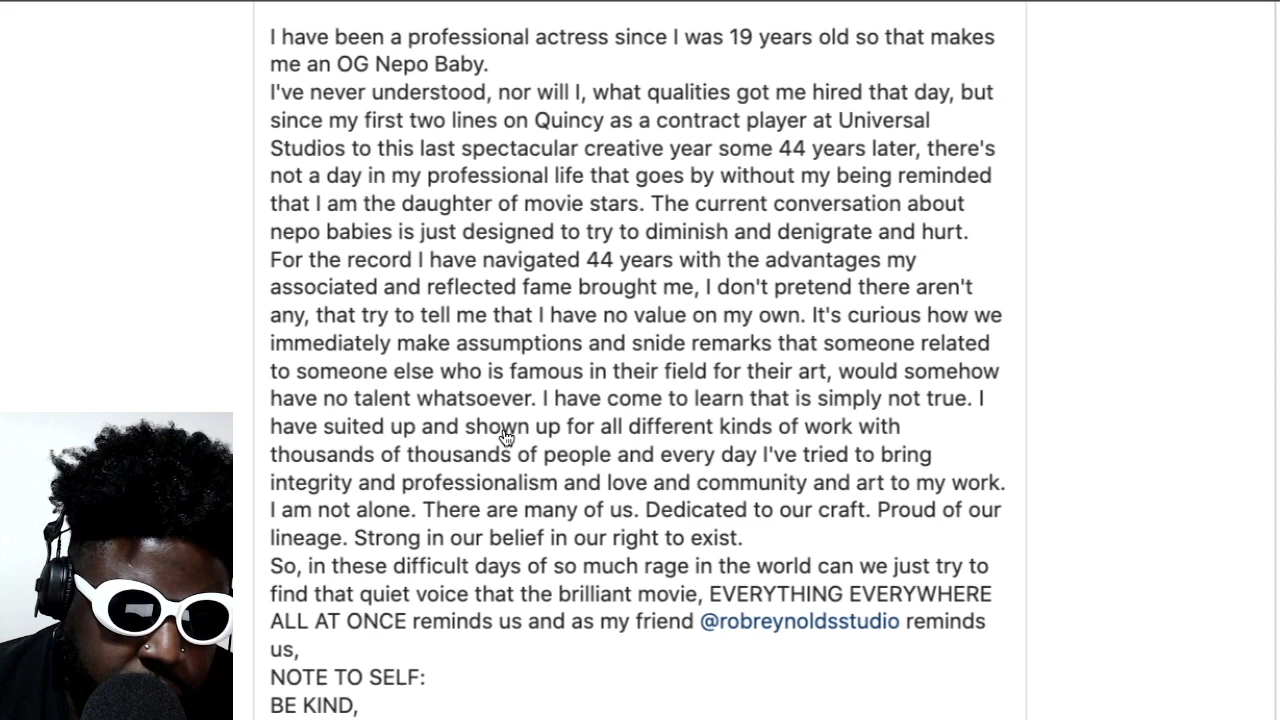 I have been a professional actress since I was 19 years old so that makes
me an OG Nepo Baby.
I've never understood, nor will I, what qualities got me hired that day, but
since my first two lines on Quincy as a contract player at Universal
Studios to this last spectacular creative year some 44 years later, there's
not a day in my professional life that goes by without my being reminded
that I am the daughter of movie stars. The current conversation about
nepo babies is just designed to try to diminish and denigrate and hurt.
For the record I have navigated 44 years with the advantages my
associated and reflected fame brought me, I don't pretend there aren't
any, that try to tell me that I have no value on my own. It's curious how we
immediately make assumptions and snide remarks that someone related
to someone else who is famous in their field for their art, would somehow
have no talent whatsoever. I have come to learn that is simply not true. I
have suited up and shown up for all different kinds of work with
thousands of thousands of people and every day I've tried to bring
integrity and professionalism and love and community and art to my work.
I am not alone. There are many of us. Dedicated to our craft. Proud of our
lineage. Strong in our belief in our right to exist.
So, in these difficult days of so much rage in the world can we just try to
find that quiet voice that the brilliant movie, EVERYTHING EVERYWHERE
ALL AT ONCE reminds us and as my friend @robreynoldsstudio reminds
us,
NOTE TO SELF:
BE KIND,